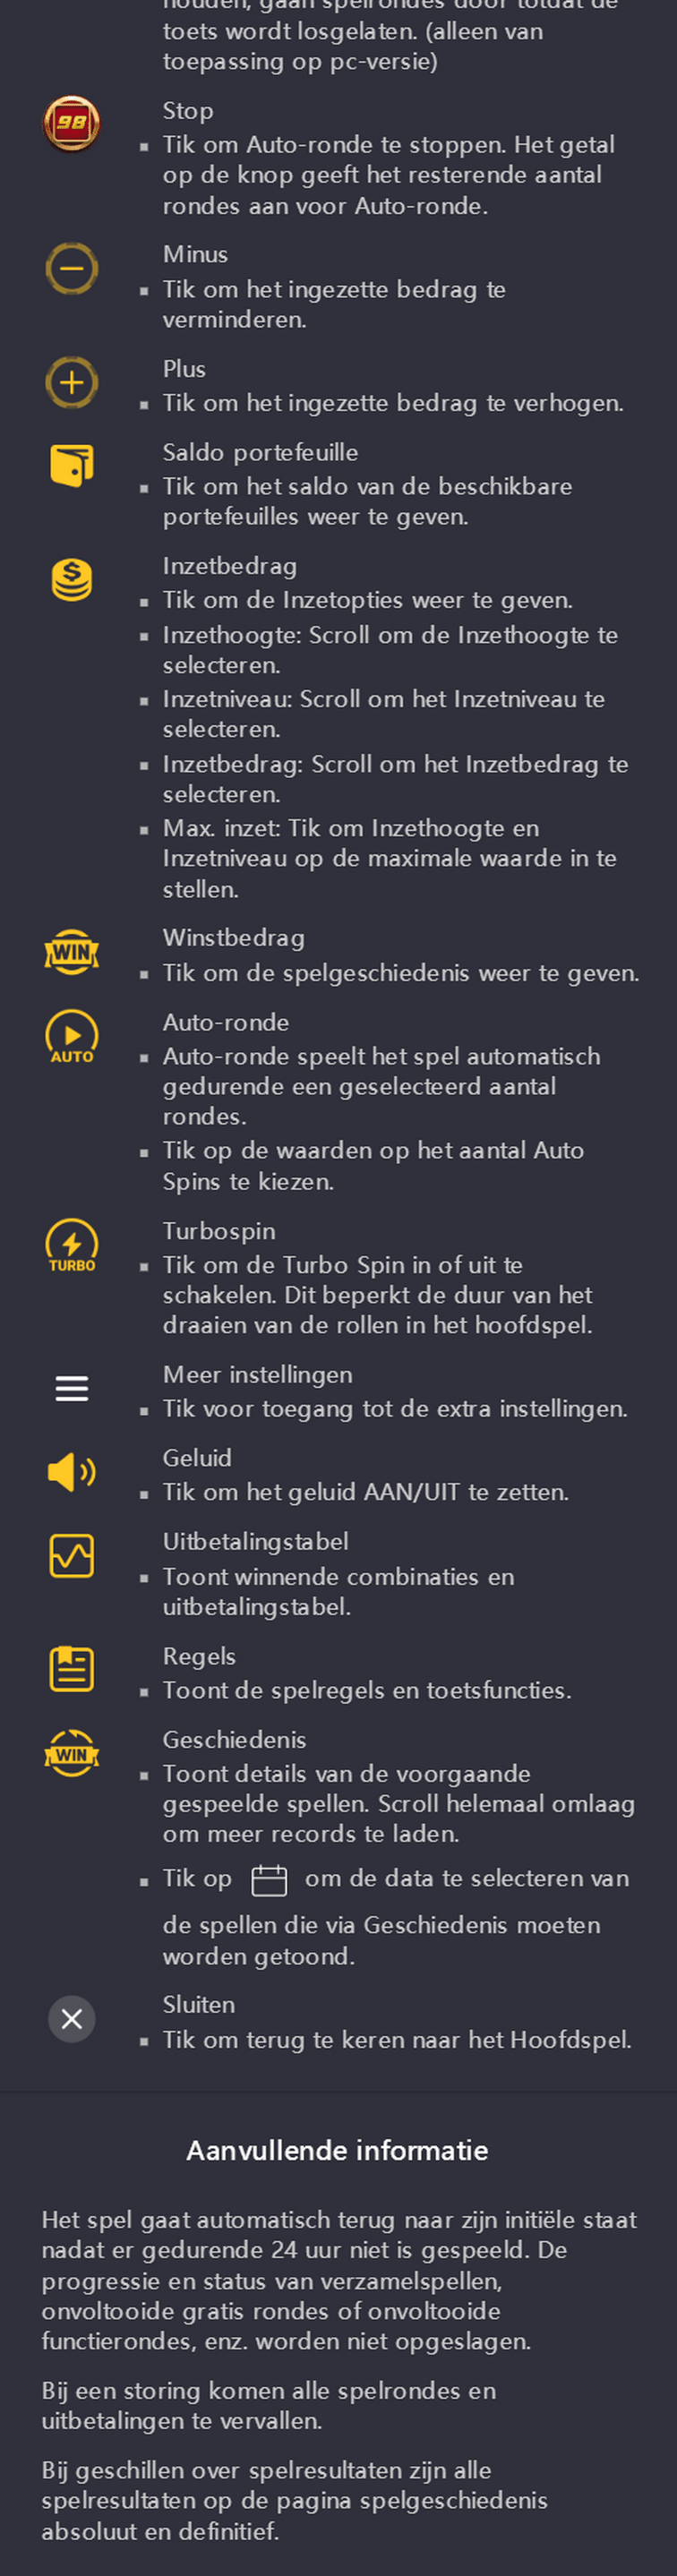 houden, gaan spelrondes door totdat de
toets wordt losgelaten. (alleen van
toepassing op pc-versie)
98
Stop
Tik om Auto-ronde te stoppen. Het getal
op de knop geeft het resterende aantal
rondes aan voor Auto-ronde.
Minus
Tik om het ingezette bedrag te
verminderen.
Plus
Tik om het ingezette bedrag te verhogen.
Saldo portefeuille
Tik om het saldo van de beschikbare
portefeuilles weer te geven.
Inzetbedrag
Tik om de Inzetopties weer te geven.
Inzethoogte: Scroll om de Inzethoogte te
selecteren.
Inzetniveau: Scroll om het Inzetniveau te
selecteren.
Inzetbedrag: Scroll om het Inzetbedrag te
selecteren.
Max. inzet: Tik om Inzethoogte en
Inzetniveau op de maximale waarde in te
stellen.
WIN
Winstbedrag
Tik om de spelgeschiedenis weer te geven.
AUTO
Auto-ronde
Auto-ronde speelt het spel automatisch
gedurende een geselecteerd aantal
rondes.
Tik op de waarden op het aantal Auto
Spins te kiezen.
TURBO
Turbospin
Tik om de Turbo Spin in of uit te
schakelen. Dit beperkt de duur van het
draaien van de rollen in het hoofdspel.
Meer instellingen
Tik voor toegang tot de extra instellingen.
Geluid
Tik om het geluid AAN/UIT te zetten.
Uitbetalingstabel
Toont winnende combinaties en
uitbetalingstabel.
Regels
Toont de spelregels en toetsfuncties.
WIN
Geschiedenis
Toont details van de voorgaande
gespeelde spellen. Scroll helemaal omlaag
om meer records te laden.
Tik op om de data te selecteren van
de spellen die via Geschiedenis moeten
worden getoond.
Sluiten
Tik om terug te keren naar het Hoofdspel.
Aanvullende informatie
Het spel gaat automatisch terug naar zijn initiële staat
nadat er gedurende 24 uur niet is gespeeld. De
progressie en status van verzamelspellen,
onvoltooide gratis rondes of onvoltooide
functierondes, enz. worden niet opgeslagen.
Bij een storing komen alle spelrondes en
uitbetalingen te vervallen.
Bij geschillen over spelresultaten zijn alle
spelresultaten op de pagina spelgeschiedenis
absoluut en definitief.